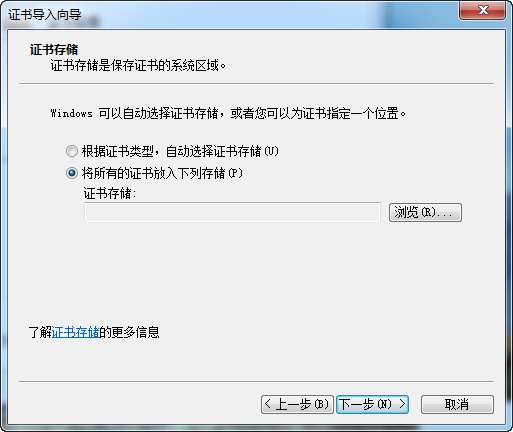 证书导入向导
证书存储
证书存储是保存证书的系统区域。
Windows 可以自动选择证书存储，或者您可以为证书指定一个位置。
根据证书类型，自动选择证书存储(U)
将所有的证书放入下列存储(P)
证书存储:
浏览(R)...
了解证书存储的更多信息
< 上一步(B) 下一步(N) > 取消